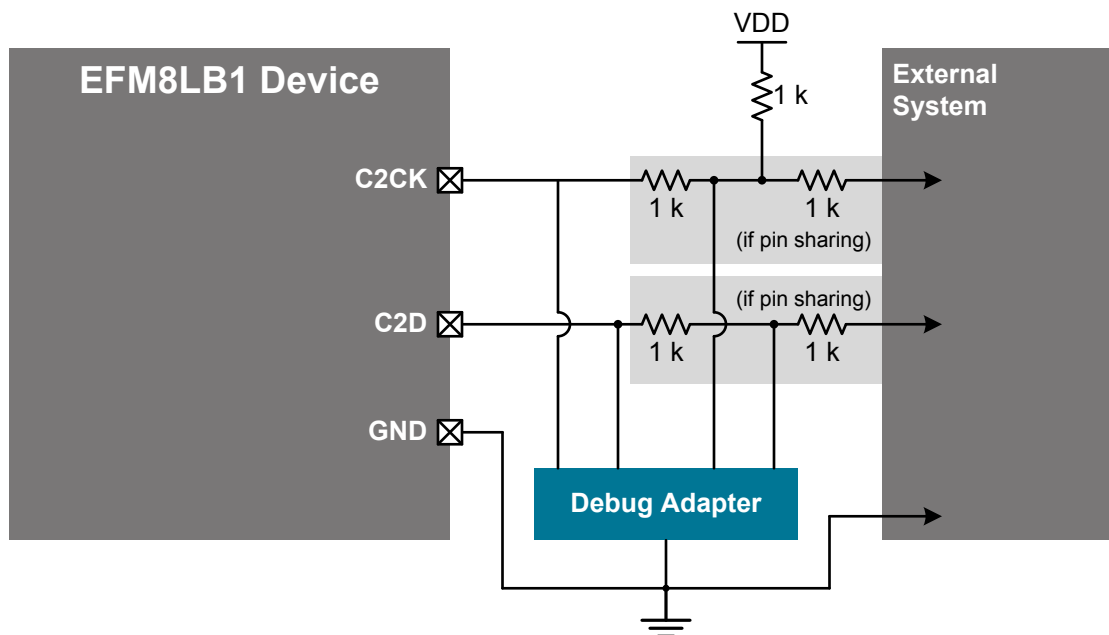 VDD
EFM8LB1 Device
External
System
1 k
C2CK
1 k
1 k
(if pin sharing)
(if pin sharing)
C2D
1 k
1 k
GND
Debug Adapter